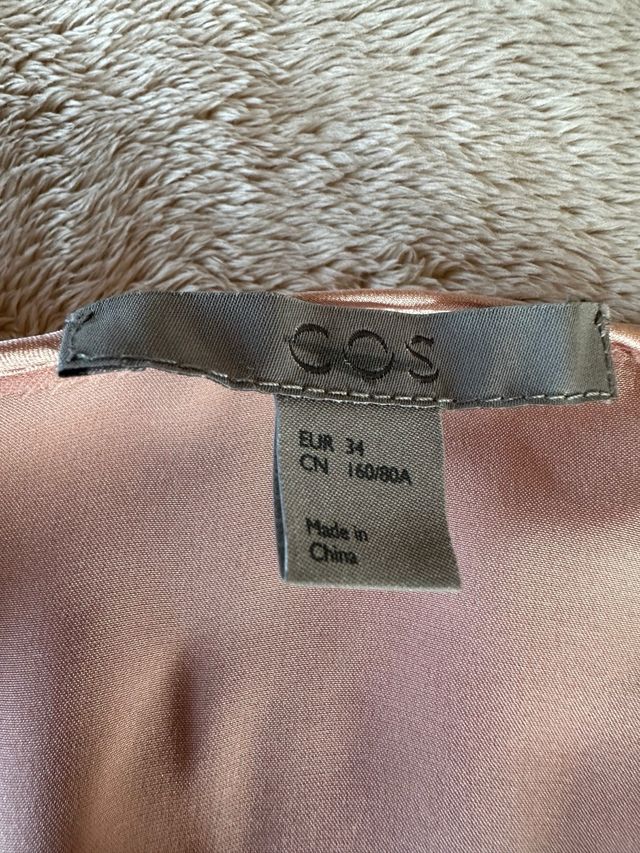 COS
EUR 34
CN 160/80A
Made in
China